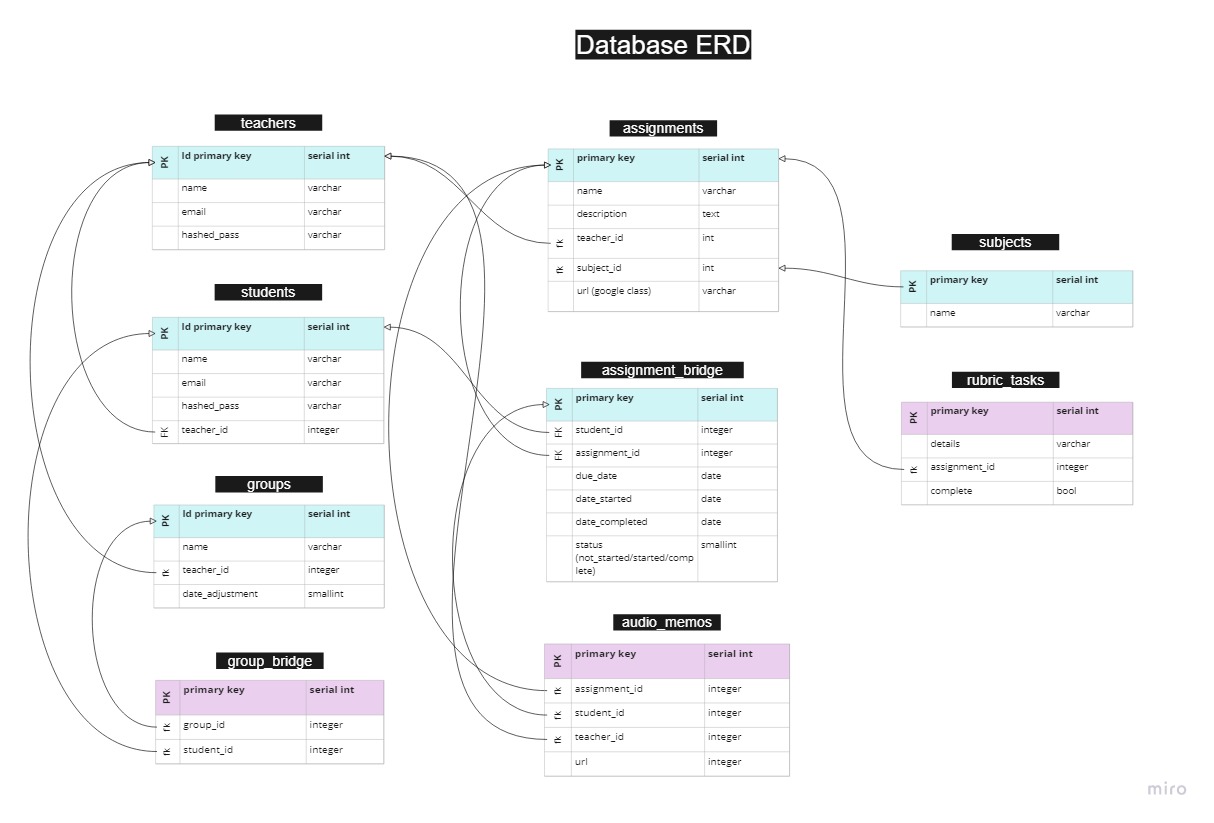 Database ERD
teachers
PK Id primary key serial int
name varchar
email varchar
hashed_pass varchar
students
PK Id primary key serial int
name varchar
email varchar
hashed_pass varchar
FK teacher_id integer
groups
PK Id primary key serial int
name varchar
fk teacher_id integer
date_adjustment smallint
group_bridge
PK primary key serial int
fk group_id integer
fk student_id integer
assignments
PK primary key serial int
name varchar
description text
fk teacher_id int
fk subject_id int
url (google class) varchar
assignment_bridge
PK primary key serial int
FK student_id integer
FK assignment_id integer
due_date date
date_started date
date_completed date
status smallint
(not_started/started/comp
lete)
audio_memos
PK primary key serial int
fk assignment_id integer
fk student_id integer
fk teacher_id integer
url integer
subjects
PK primary key serial int
name varchar
rubric_tasks
PK primary key serial int
details varchar
fk assignment_id integer
complete bool
miro